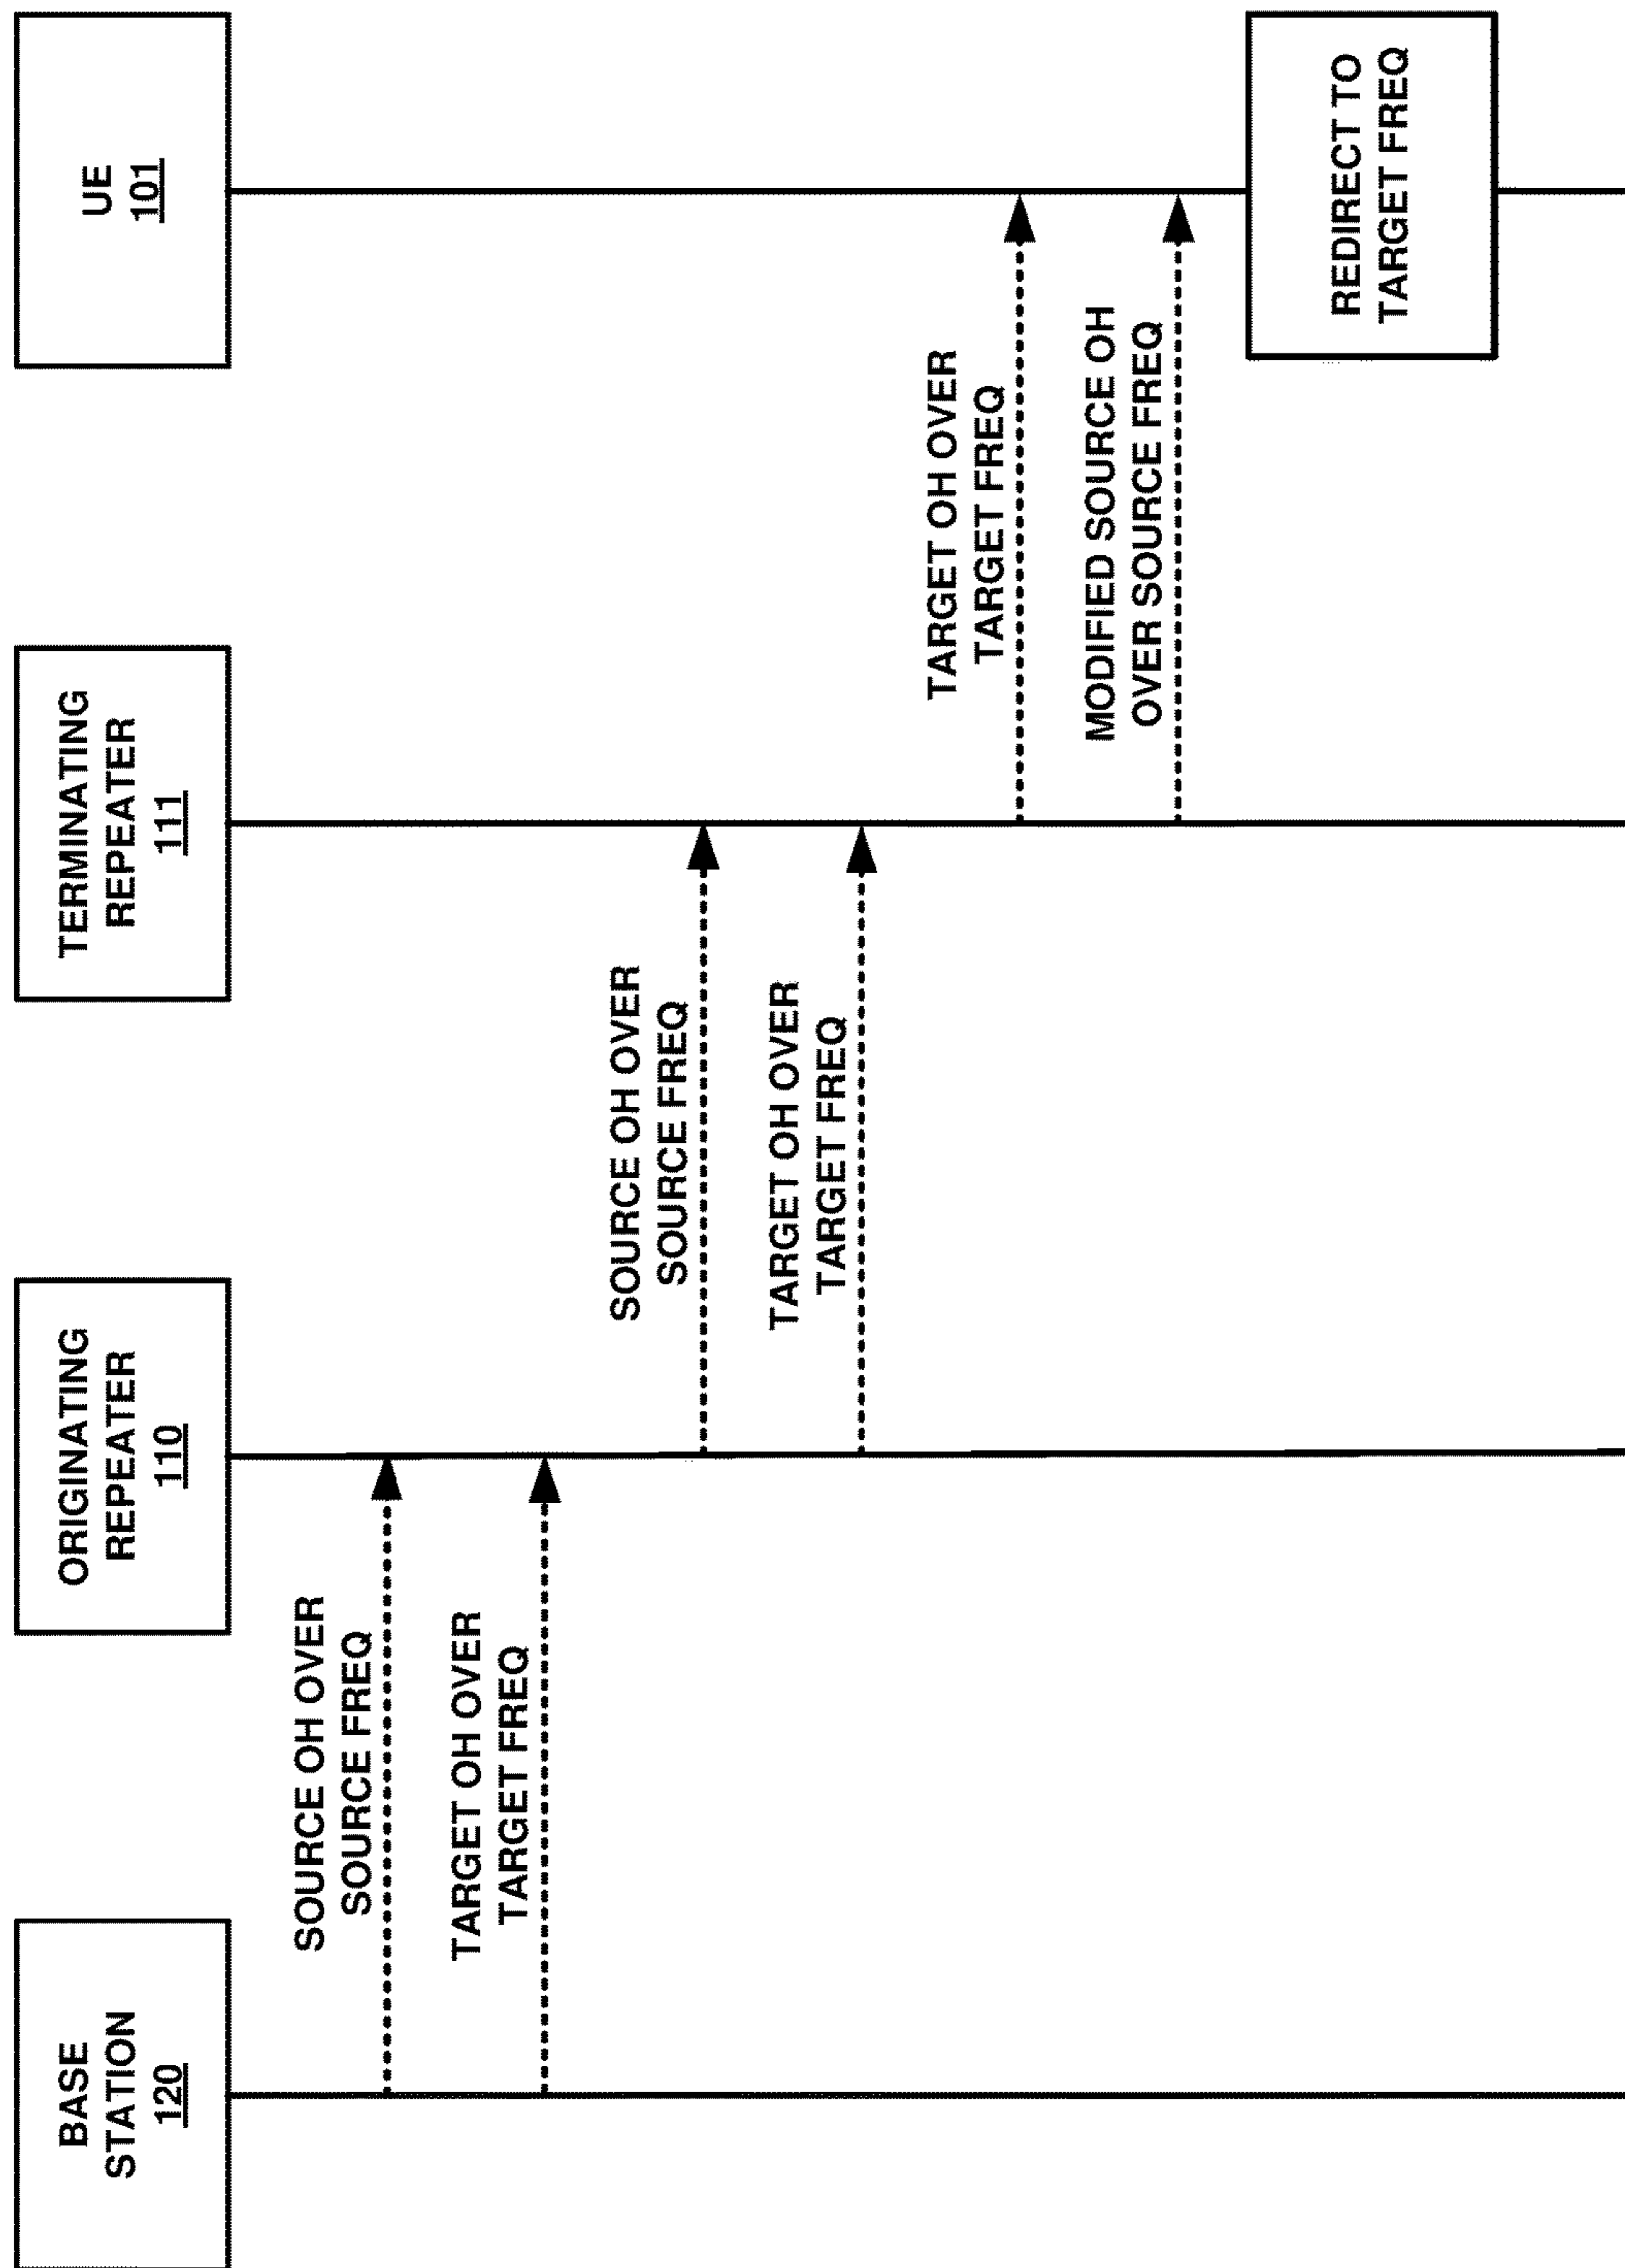 BASE
STATION
120
ORIGINATING
REPEATER
110
TERMINATING
REPEATER
111
UE
101
SOURCE OH OVER
SOURCE FREQ
TARGET OH OVER
TARGET FREQ
SOURCE OH OVER
SOURCE FREQ
TARGET OH OVER
TARGET FREQ
TARGET OH OVER
TARGET FREQ
MODIFIED SOURCE OH
OVER SOURCE FREQ
REDIRECT TO
TARGET FREQ